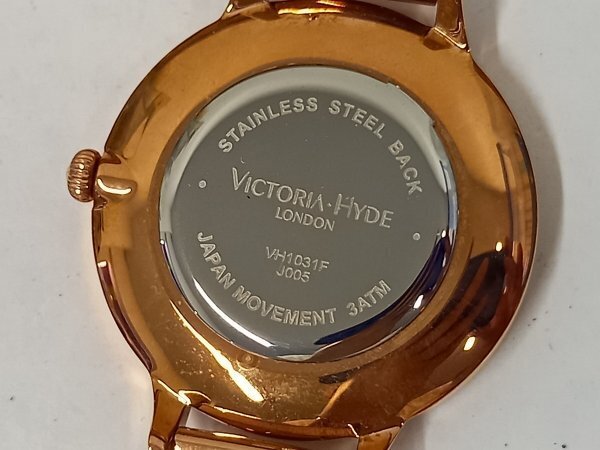 STAINLESS STEEL BACK
VICTORIA·HYDE
LONDON
VH1031F
J005
JAPAN MOVEMENT 3ATM